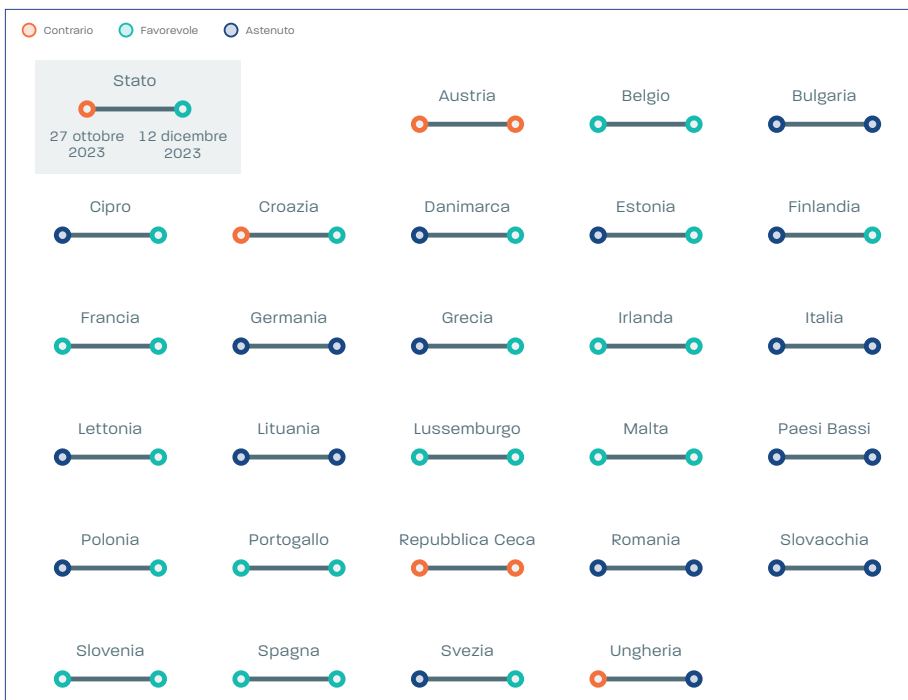 Contrario Favorevole Astenuto
Stato
27 ottobre 2023
12 dicembre 2023
Austria Belgio Bulgaria
Cipro Croazia Danimarca Estonia Finlandia
Francia Germania Grecia Irlanda Italia
Lettonia Lituania Lussemburgo Malta Paesi Bassi
Polonia Portogallo Repubblica Ceca Romania Slovacchia
Slovenia Spagna Svezia Ungheria